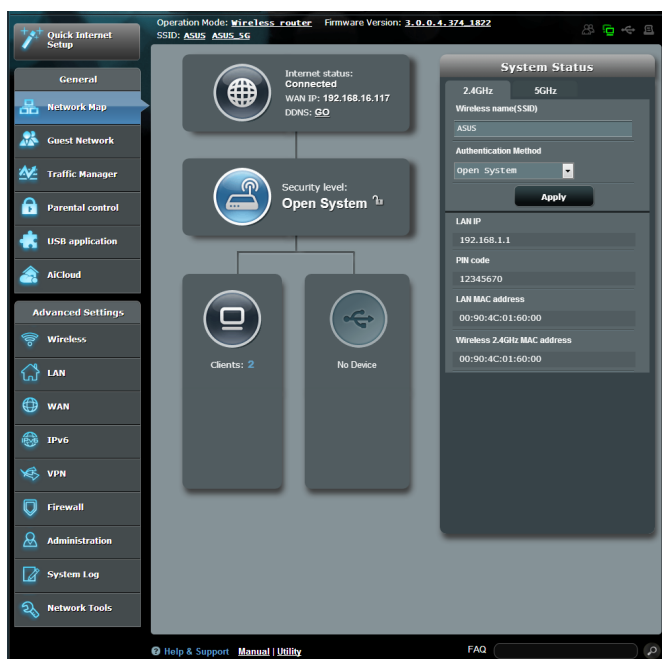 Quick Internet
Setup
Operation Mode: Wireless router Firmware Version: 3.0.0.4.374_1822
SSID: ASUS ASUS_5G
General
Network Map
Guest Network
Traffic Manager
Parental control
USB application
AiCloud
Advanced Settings
Wireless
LAN
WAN
IPv6
IPv6
VPN
Firewall
Administration
System Log
Network Tools
Internet status:
Connected
WAN IP: 192.168.16.117
DDNS: GO
Security level:
Open System
Clients: 2
No Device
System Status
2.4GHz 5GHz
Wireless name(SSID)
ASUS
Authentication Method
Open System
Apply
LAN IP
192.168.1.1
PIN code
12345670
LAN MAC address
00:90:4C:01:60:00
Wireless 2.4GHz MAC address
00:90:4C:01:60:00
? Help & Support Manual | Utility
FAQ